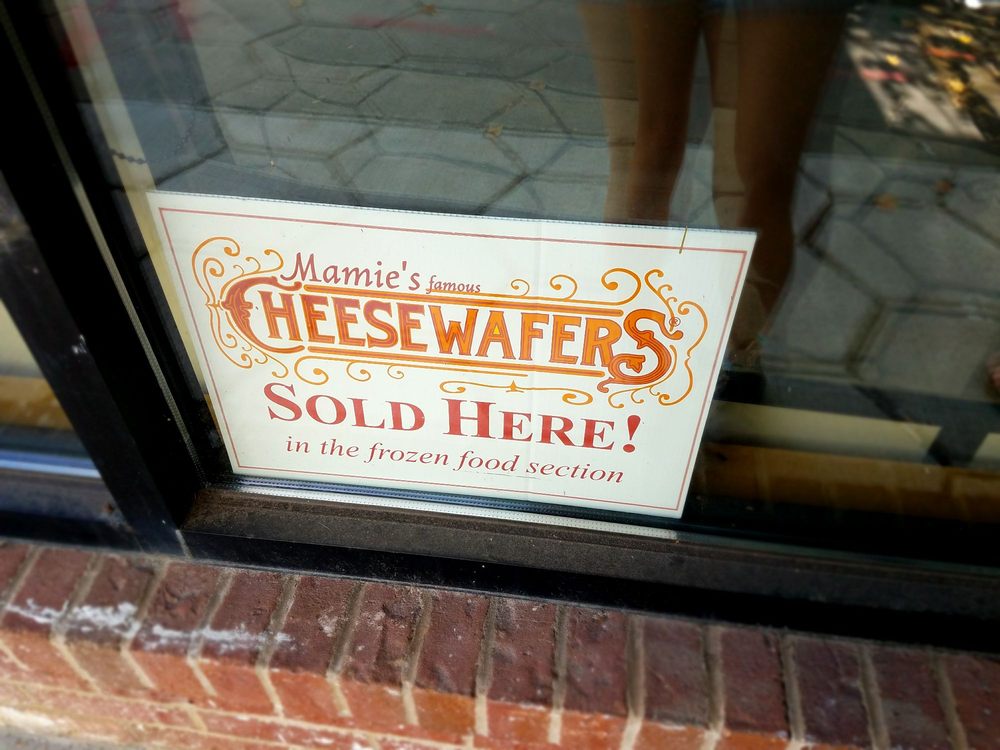 Mamie's famous
CHEESEWAFERS®
SOLD HERE!
in the frozen food section